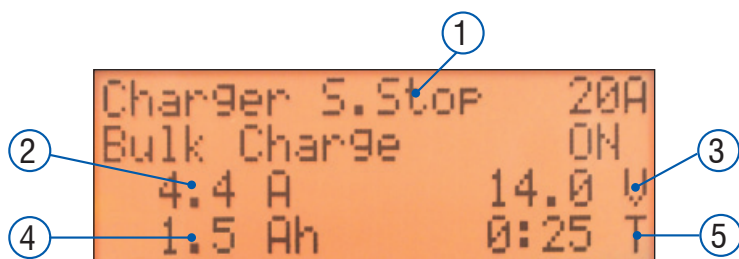 1
Charger S.Stop 20A
Bulk Charge ON
2 4.4 A 14.0 V 3
4 1.5 Ah 0:25 T 5